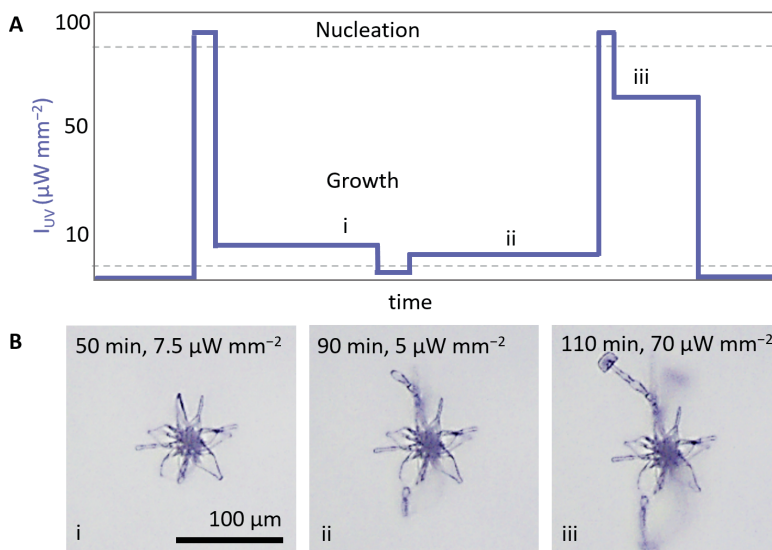 A
100
Nucleation
iii
50
I_UV (μW mm⁻²)
Growth
i
10
ii
time
B
50 min, 7.5 μW mm⁻²
90 min, 5 μW mm⁻²
110 min, 70 μW mm⁻²
100 μm
i
ii
iii